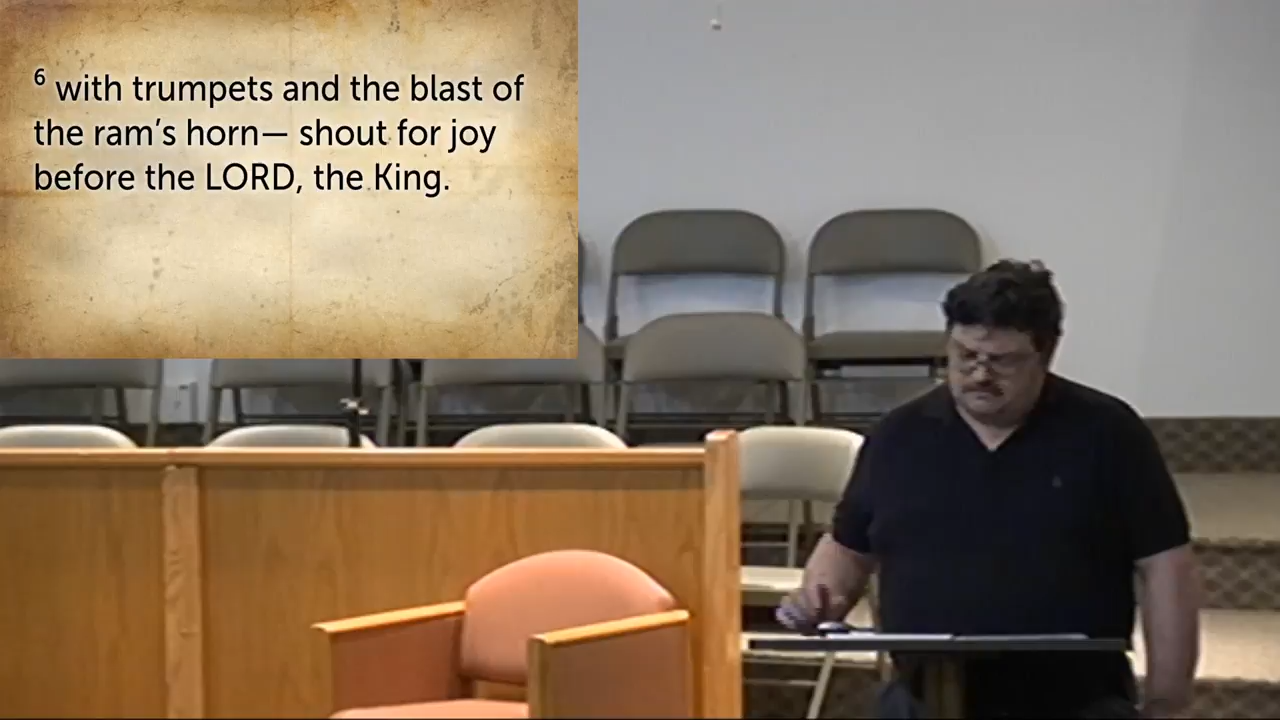 6 with trumpets and the blast of
the ram's horn— shout for joy
before the LORD, the King.